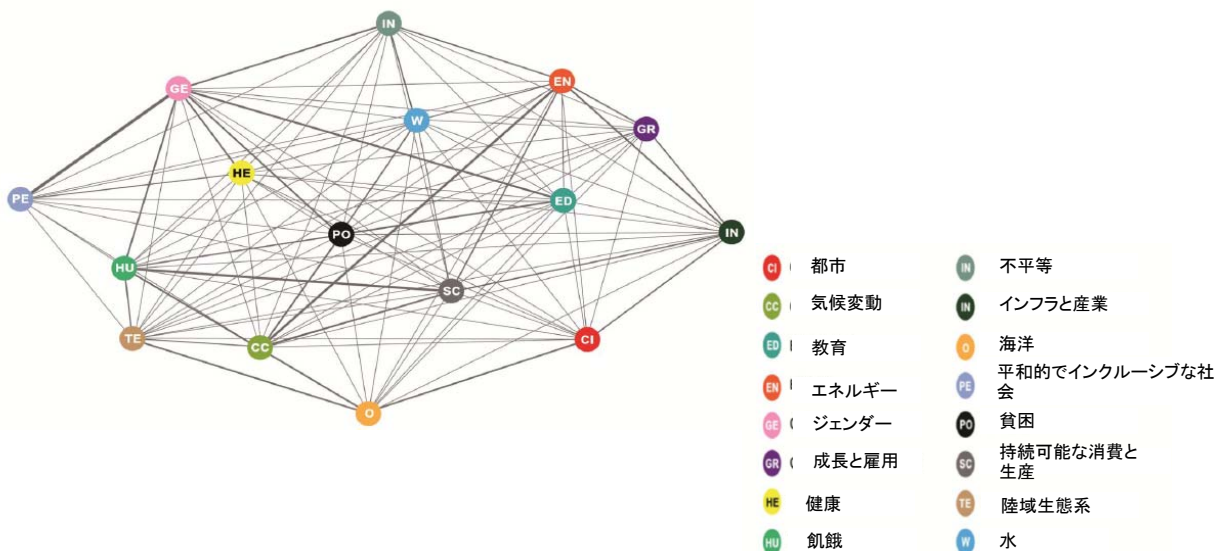 IN
EN
GE
W
GR
HE
PE
ED
PO
IN
HU
SC
TE
CC
CI
O
CI 都市
CC 気候変動
ED 教育
EN エネルギー
GE ジェンダー
GR 成長と雇用
HE 健康
HU 飢餓
IN 不平等
IN インフラと産業
O 海洋
PE 平和的でインクルーシブな社
会
PO 貧困
SC 持続可能な消費と
生産
TE 陸域生態系
W 水